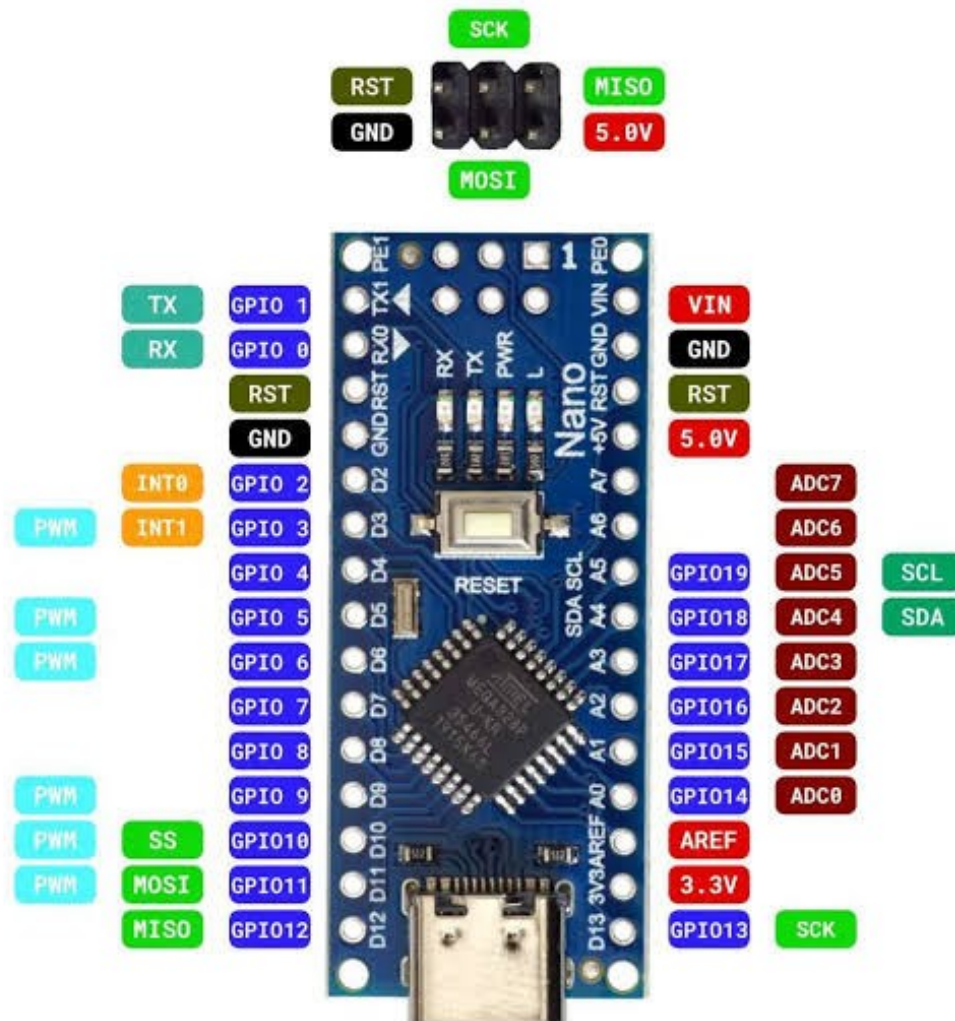 SCK
RST MISO
GND 5.0V
MOSI
PE1 1 PE0
TX GPIO 1 TX1 VIN VIN
RX GPIO 0 RX0 GND GND
RST RST RX TX PWR L RST RST
GND GND Nano +5V 5.0V
INT0 GPIO 2 D2 A7 ADC7
PWM INT1 GPIO 3 D3 A6 ADC6
GPIO 4 D4 RESET SCL A5 GPIO19 ADC5 SCL
PWM GPIO 5 D5 SDA A4 GPIO18 ADC4 SDA
PWM GPIO 6 D6 A3 GPIO17 ADC3
GPIO 7 D7 A2 GPIO16 ADC2
GPIO 8 D8 A1 GPIO15 ADC1
PWM GPIO 9 D9 A0 GPIO14 ADC0
PWM SS GPIO10 D10 AREF AREF
PWM MOSI GPIO11 D11 3V3 3.3V
MISO GPIO12 D12 D13 GPIO13 SCK